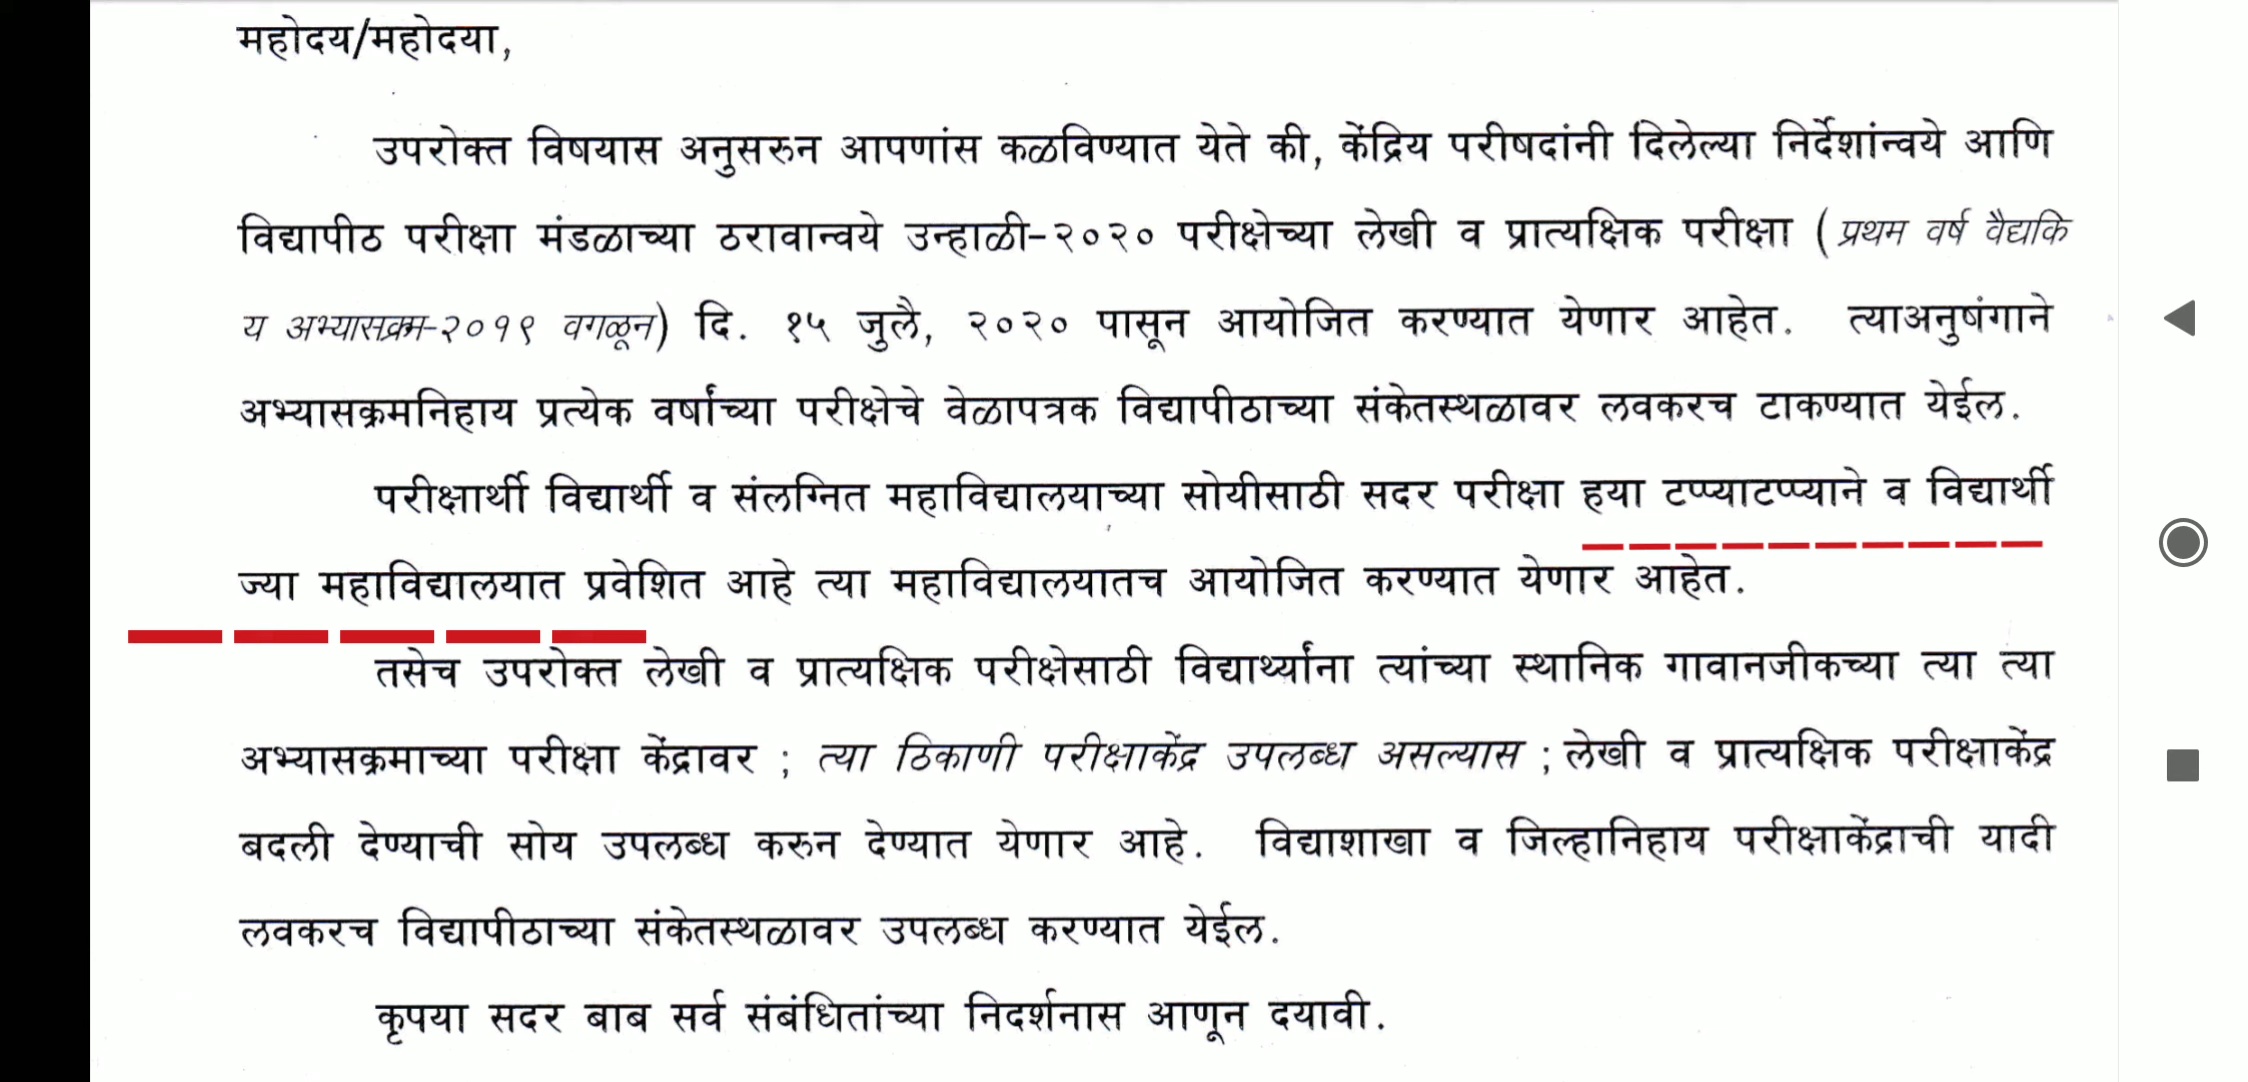 महोदय/महोदया,
उपरोक्त विषयास अनुसरुन आपणांस कळविण्यात येते की, केंद्रिय परीषदांनी दिलेल्या निर्देशांन्वये आणि
विद्यापीठ परीक्षा मंडळाच्या ठरावान्वये उन्हाळी-२०२० परीक्षेच्या लेखी व प्रात्यक्षिक परीक्षा (प्रथम वर्ष वैद्यकि
य अभ्यासक्रम-२०१९ वगळून) दि. १५ जुलै, २०२० पासून आयोजित करण्यात येणार आहेत. त्याअनुषंगाने
अभ्यासक्रमनिहाय प्रत्येक वर्षाच्या परीक्षेचे वेळापत्रक विद्यापीठाच्या संकेतस्थळावर लवकरच टाकण्यात येईल.
परीक्षार्थी विद्यार्थी व संलग्नित महाविद्यालयाच्या सोयीसाठी सदर परीक्षा हया टप्प्याटप्प्याने व विद्यार्थी
ज्या महाविद्यालयात प्रवेशित आहे त्या महाविद्यालयातच आयोजित करण्यात येणार आहेत.
तसेच उपरोक्त लेखी व प्रात्यक्षिक परीक्षेसाठी विद्यार्थ्यांना त्यांच्या स्थानिक गावानजीकच्या त्या त्या
अभ्यासक्रमाच्या परीक्षा केंद्रावर ; त्या ठिकाणी परीक्षाकेंद्र उपलब्ध असल्यास ; लेखी व प्रात्यक्षिक परीक्षाकेंद्र
बदली देण्याची सोय उपलब्ध करुन देण्यात येणार आहे. विद्याशाखा व जिल्हानिहाय परीक्षाकेंद्राची यादी
लवकरच विद्यापीठाच्या संकेतस्थळावर उपलब्ध करण्यात येईल.
कृपया सदर बाब सर्व संबंधितांच्या निदर्शनास आणून दयावी.